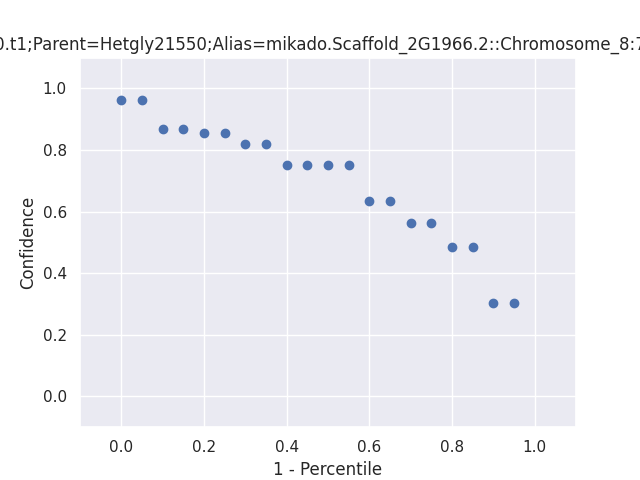 0.t1;Parent=Hetgly21550;Alias=mikado.Scaffold_2G1966.2::Chromosome_8:7
1.0
0.8
0.6
0.4
0.2
0.0
Confidence
0.0 0.2 0.4 0.6 0.8 1.0
1 - Percentile